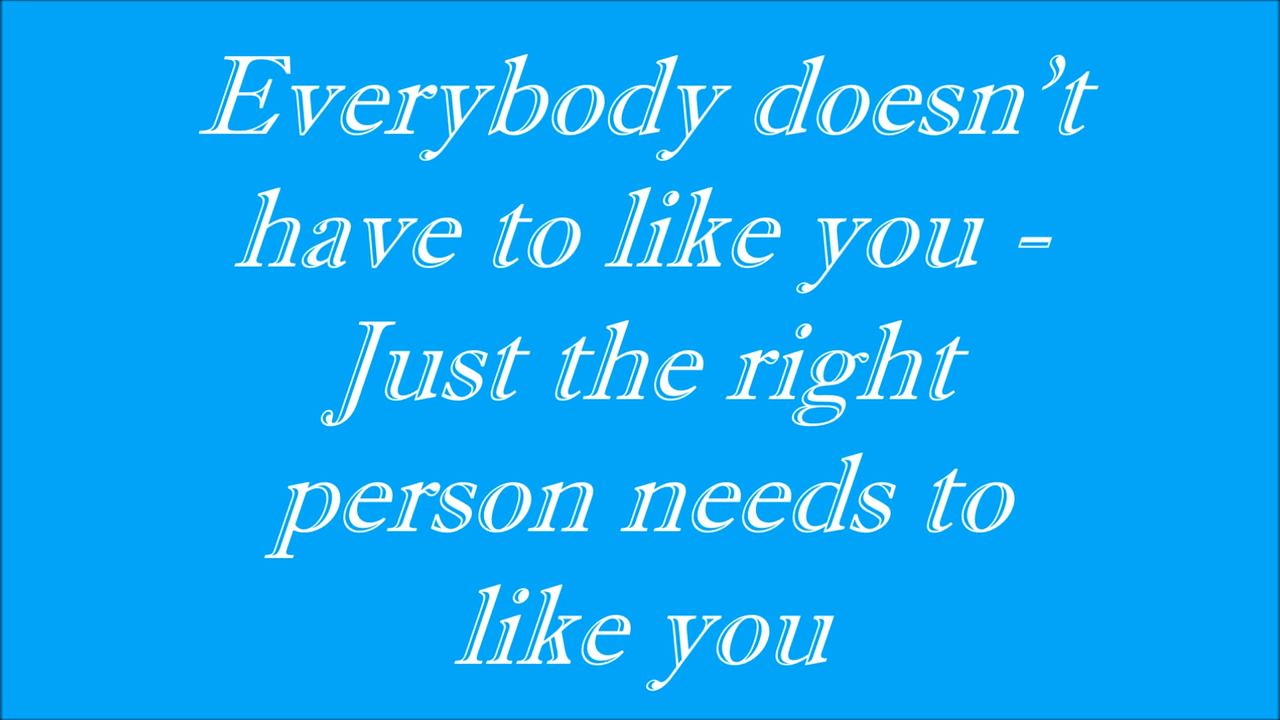 Everybody doesn’t
have to like you -
Just the right
person needs to
like you